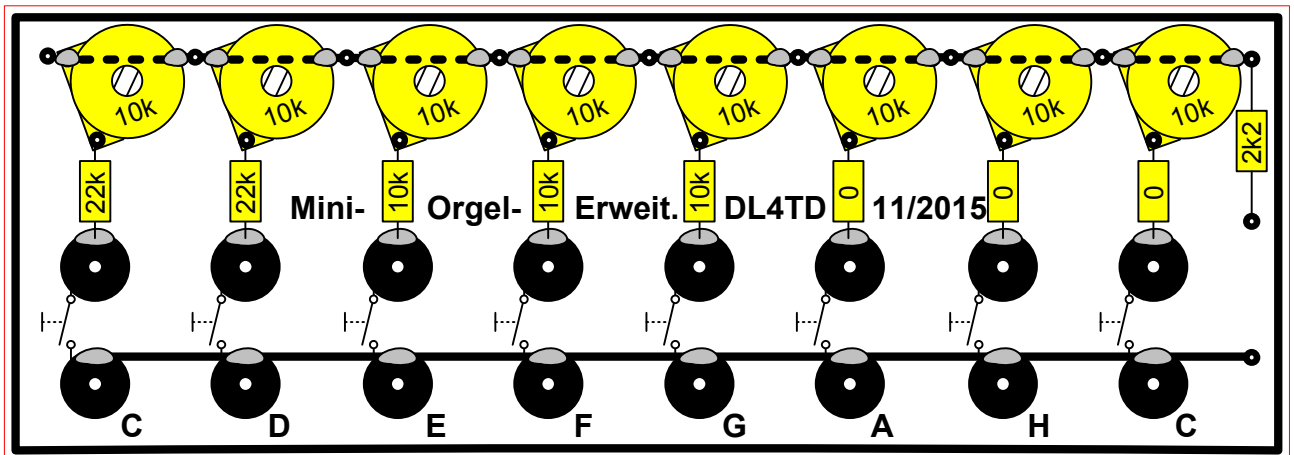 10k 10k 10k 10k 10k 10k 10k 10k
2k2
22k 22k 10k 10k 10k 0 0 0
Mini- Orgel- Erweit. DL4TD 11/2015
C D E F G A H C